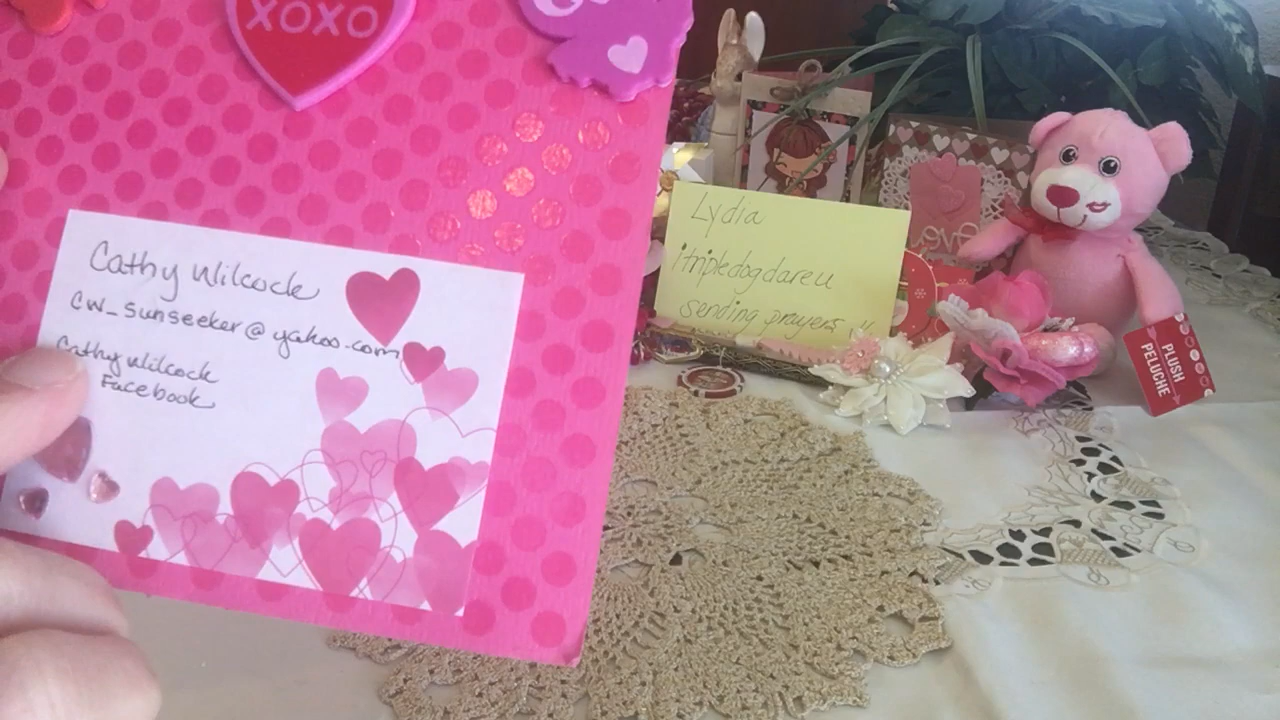 XOXO
Cathy Wilcock
cw_sunseeker@yahoo.com
Cathy Wilcock
Facebook
Lydia
itripledogdareu
sending prayers
love
PLUSH
PELUCHE